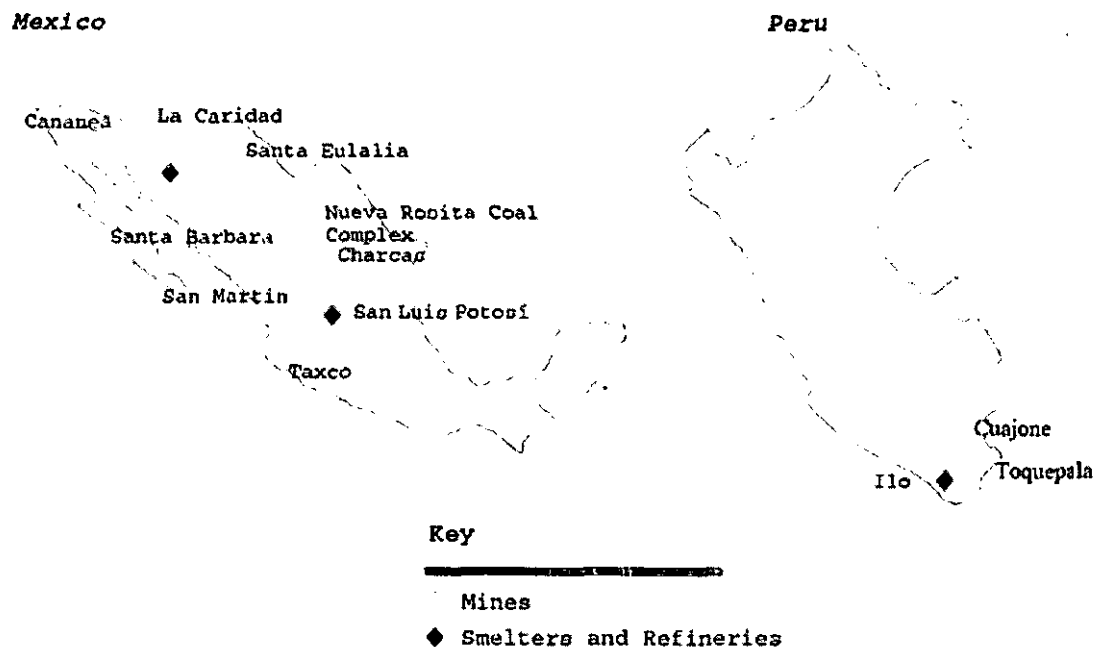 Mexico
Peru
Cananea
La Caridad
Santa Eulalia
Nueva Rosita Coal
Complex
Charcas
Santa Barbara
San Martin
San Luis Potosí
Taxco
Cuajone
Toquepala
Ilo
Key
Mines
Smelters and Refineries